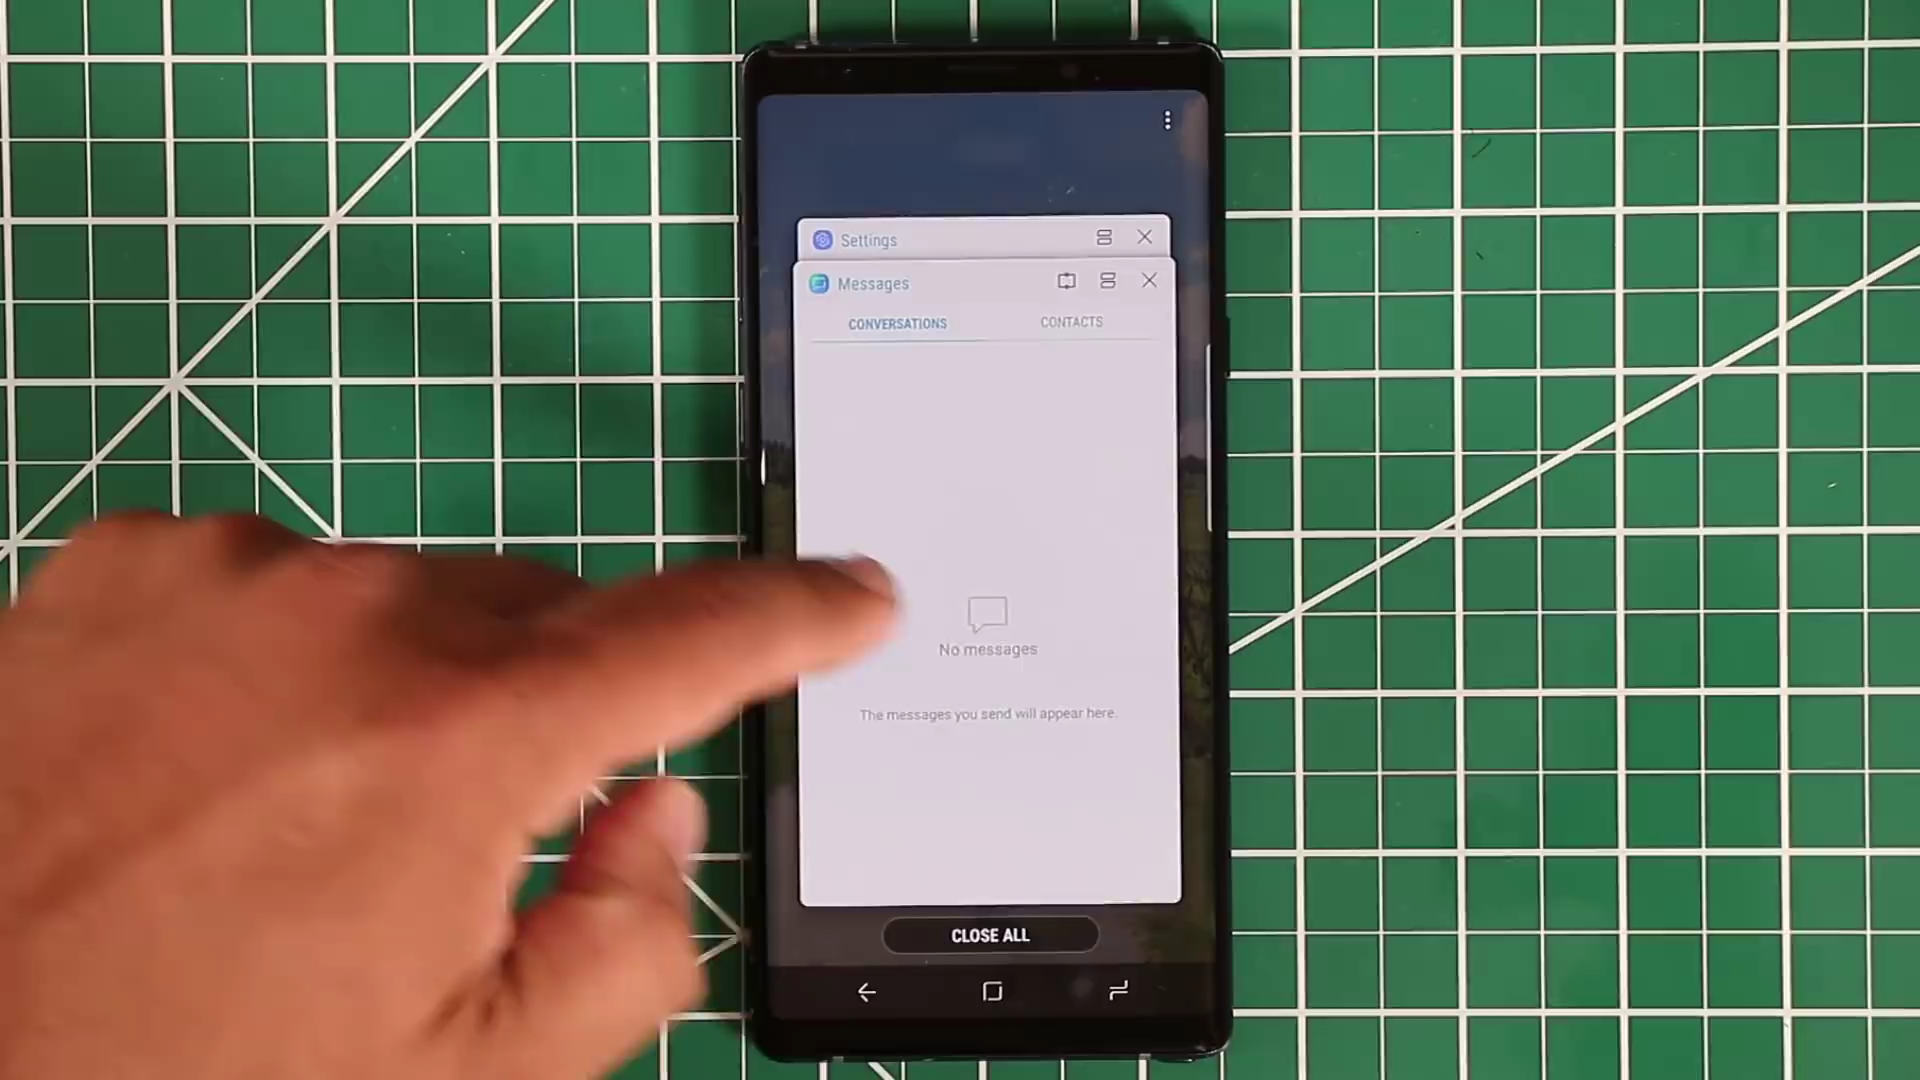 Settings
Messages
CONVERSATIONS CONTACTS
No messages
The messages you send will appear here.
CLOSE ALL